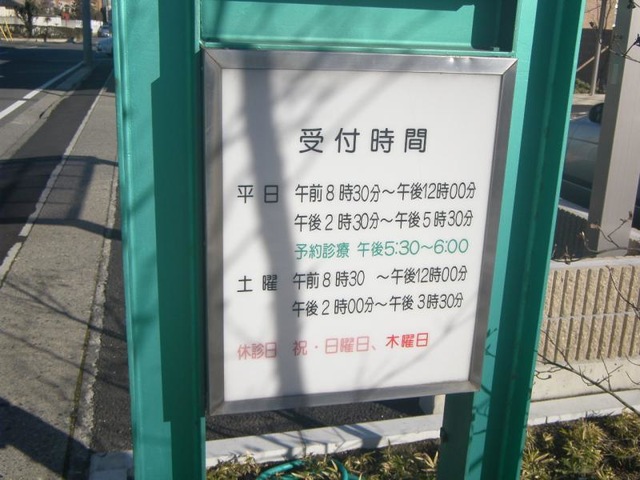 受付時間
平日 午前8時30分～午後12時00分
午後2時30分～午後5時30分
予約診療 午後5:30～6:00
土曜 午前8時30 ～午後12時00分
午後2時00分～午後3時30分
休診日 祝・日曜日、木曜日